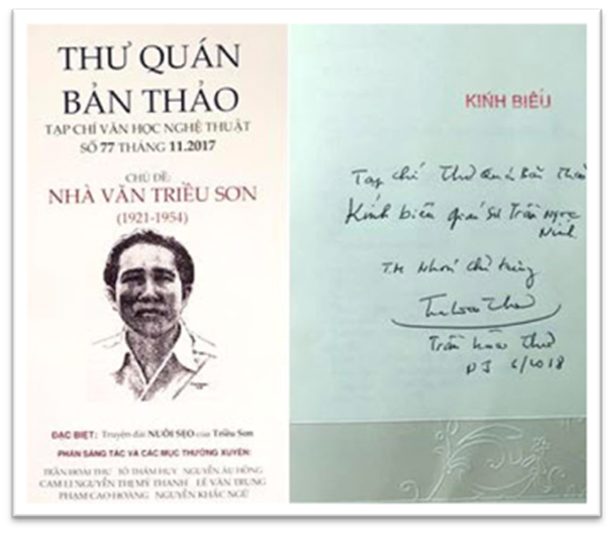 THƯ QUÁN
BẢN THẢO
TẠP CHÍ VĂN HỌC NGHỆ THUẬT
SỐ 77 THÁNG 11.2017
CHỦ ĐỀ:
NHÀ VĂN TRIỀU SƠN
(1921-1954)
ĐẶC BIỆT: Truyện dài NUÔI SẸO của Triều Sơn
PHẦN SÁNG TÁC VÀ CÁC MỤC THƯỜNG XUYÊN:
TRẦN HOÀI THƯ TÔ THẨM HUY NGUYỄN ÂU HỒNG
CAM LI NGUYỄN THỊ MỸ THANH LÊ VĂN TRUNG
PHẠM CAO HOÀNG NGUYỄN KHẮC NGỮ
KÍNH BIẾU
Tạp chí Thư Quán Bản Thảo
Kính biếu giáo sư Trần Ngọc
Ninh
T.M Nhóm chủ trương
Trần Hoài Thư
NJ 6/2018